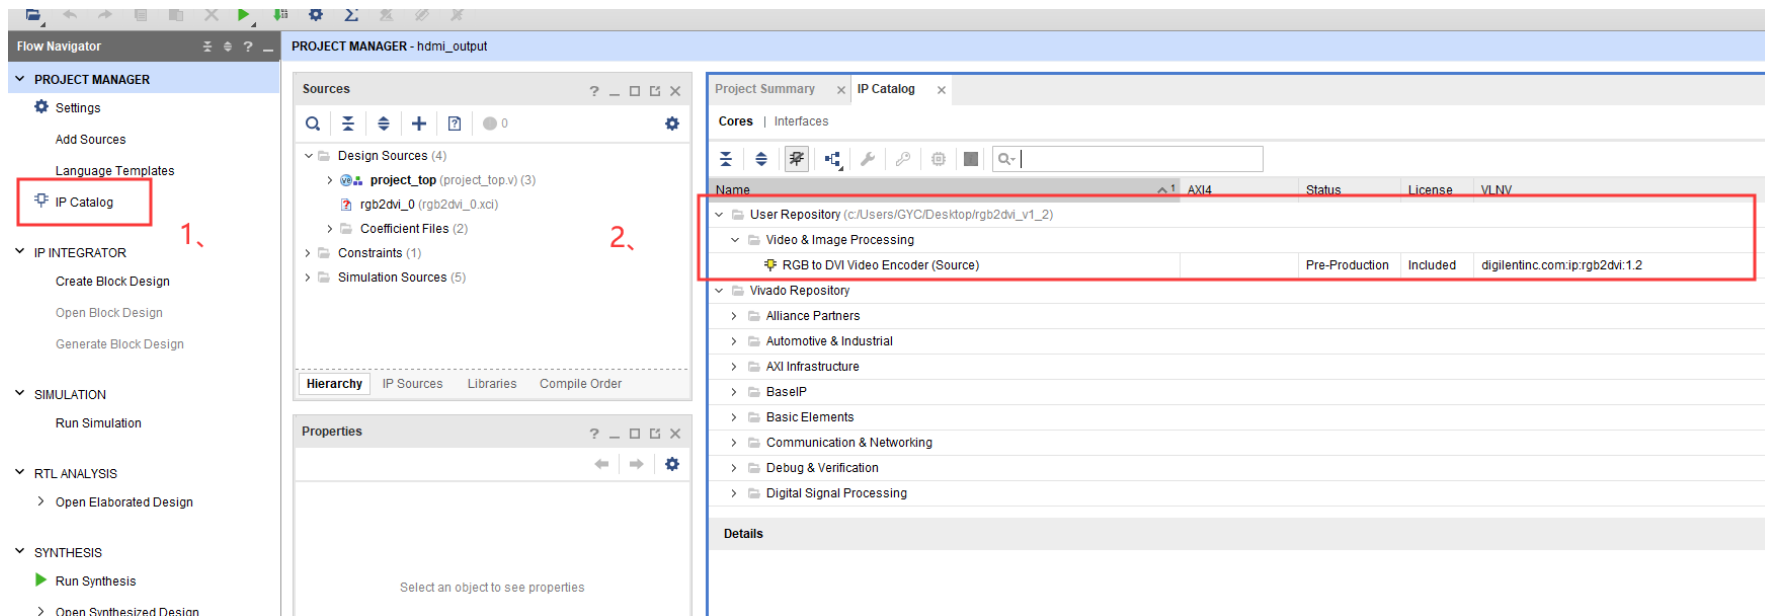 Flow Navigator
PROJECT MANAGER - hdmi_output
PROJECT MANAGER
Settings
Add Sources
Language Templates
IP Catalog
1、
IP INTEGRATOR
Create Block Design
Open Block Design
Generate Block Design
SIMULATION
Run Simulation
RTL ANALYSIS
Open Elaborated Design
SYNTHESIS
Run Synthesis
Open Synthesized Design
Sources
0
Design Sources (4)
project_top (project_top.v) (3)
rgb2dvi_0 (rgb2dvi_0.xci)
Coefficient Files (2)
Constraints (1)
Simulation Sources (5)
2、
Hierarchy IP Sources Libraries Compile Order
Properties
Select an object to see properties
Project Summary IP Catalog
Cores | Interfaces
Name 1 AXI4 Status License VLNV
User Repository (c:/Users/GYC/Desktop/rgb2dvi_v1_2)
Video & Image Processing
RGB to DVI Video Encoder (Source) Pre-Production Included digilentinc.com:ip:rgb2dvi:1.2
Vivado Repository
Alliance Partners
Automotive & Industrial
AXI Infrastructure
BaseIP
Basic Elements
Communication & Networking
Debug & Verification
Digital Signal Processing
Details